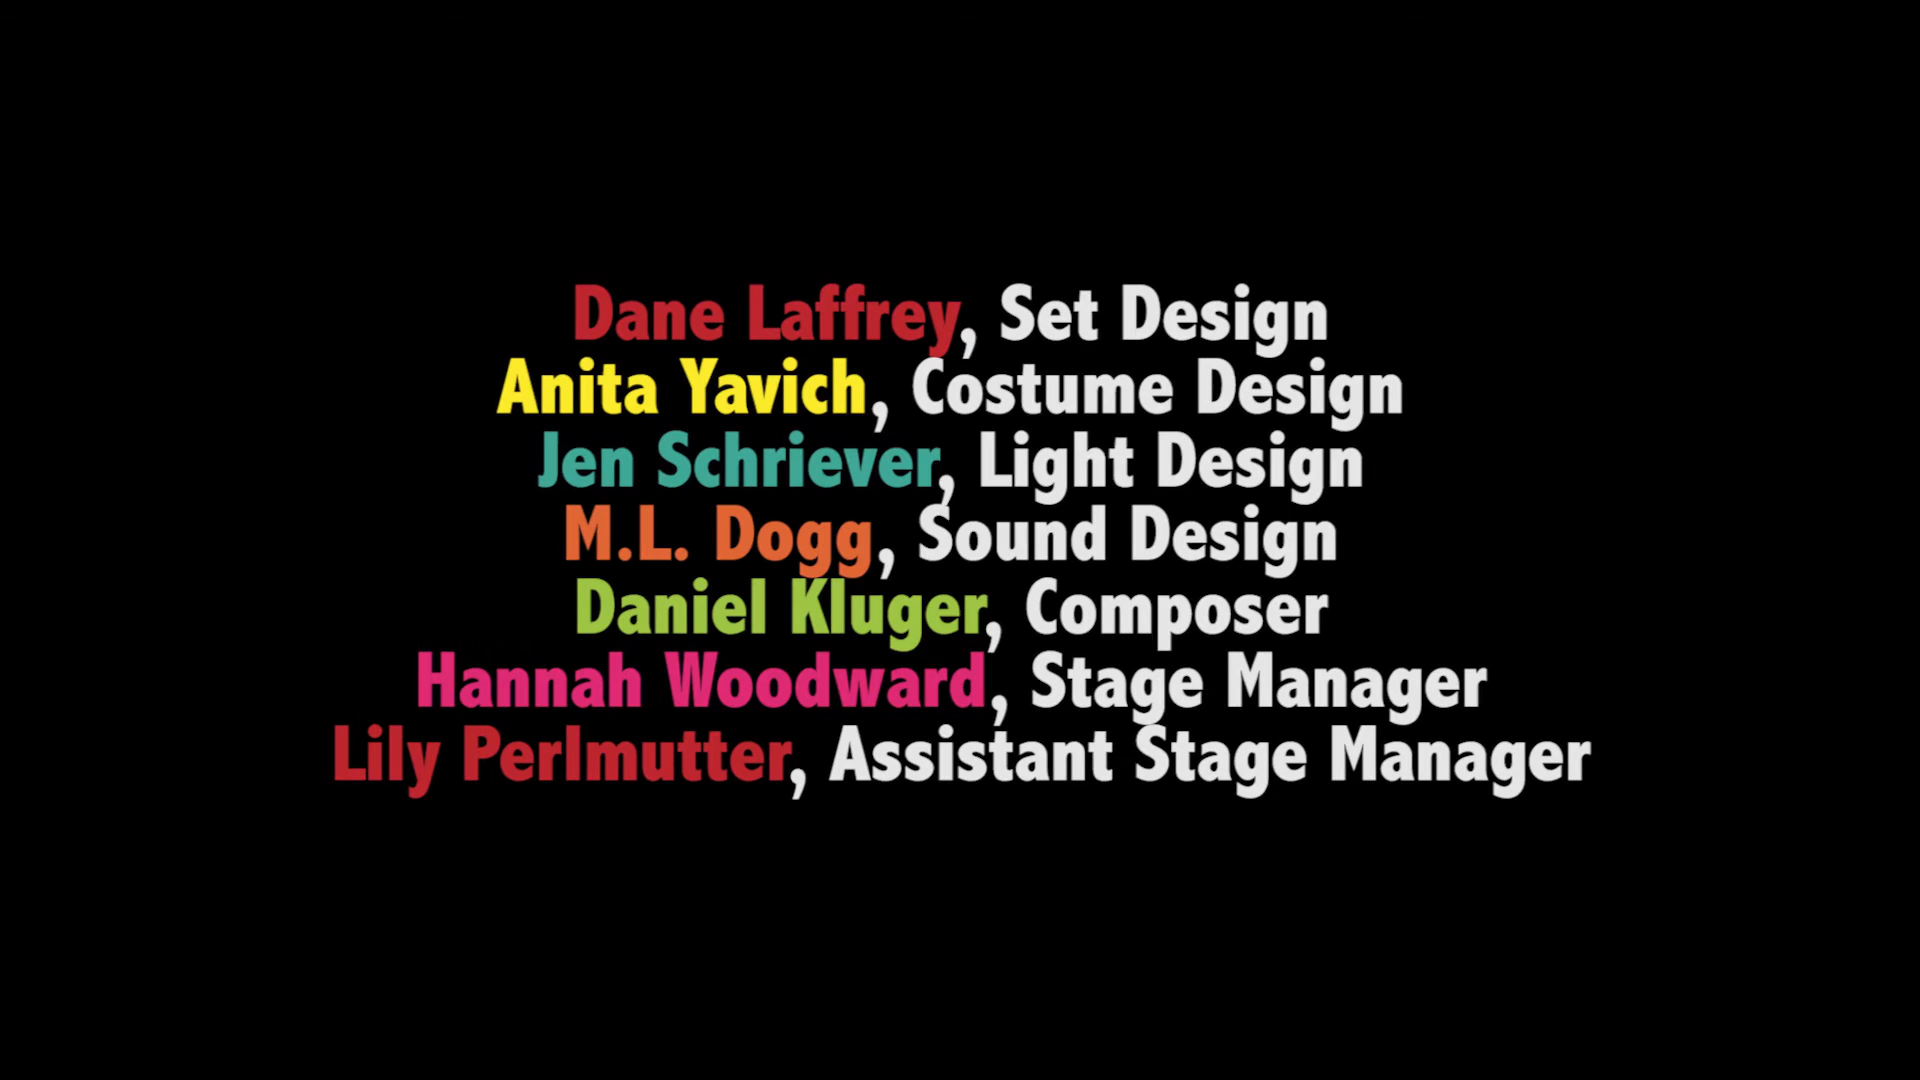 Dane Laffrey, Set Design
Anita Yavich, Costume Design
Jen Schriever, Light Design
M.L. Dogg, Sound Design
Daniel Kluger, Composer
Hannah Woodward, Stage Manager
Lily Perlmutter, Assistant Stage Manager